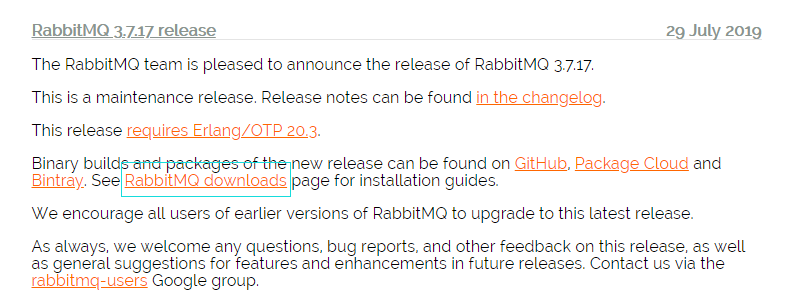 RabbitMQ 3.7.17 release 29 July 2019
The RabbitMQ team is pleased to announce the release of RabbitMQ 3.7.17.
This is a maintenance release. Release notes can be found in the changelog.
This release requires Erlang/OTP 20.3.
Binary builds and packages of the new release can be found on GitHub, Package Cloud and
Bintray. See RabbitMQ downloads page for installation guides.
We encourage all users of earlier versions of RabbitMQ to upgrade to this latest release.
As always, we welcome any questions, bug reports, and other feedback on this release, as well
as general suggestions for features and enhancements in future releases. Contact us via the
rabbitmq-users Google group.